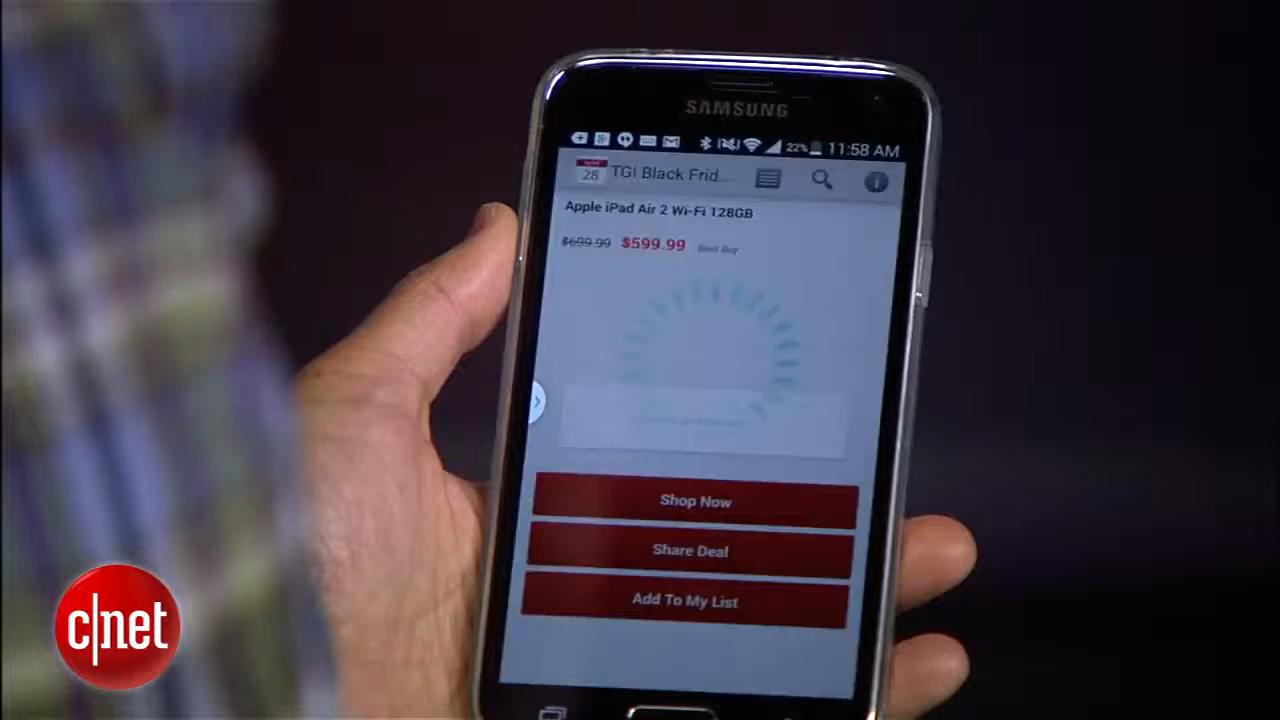 SAMSUNG
22% 11:58 AM
28 TGI Black Frid...
Apple iPad Air 2 Wi-Fi 128GB
$699.99 $599.99 Best Buy
Shop Now
Share Deal
Add To My List
c|net